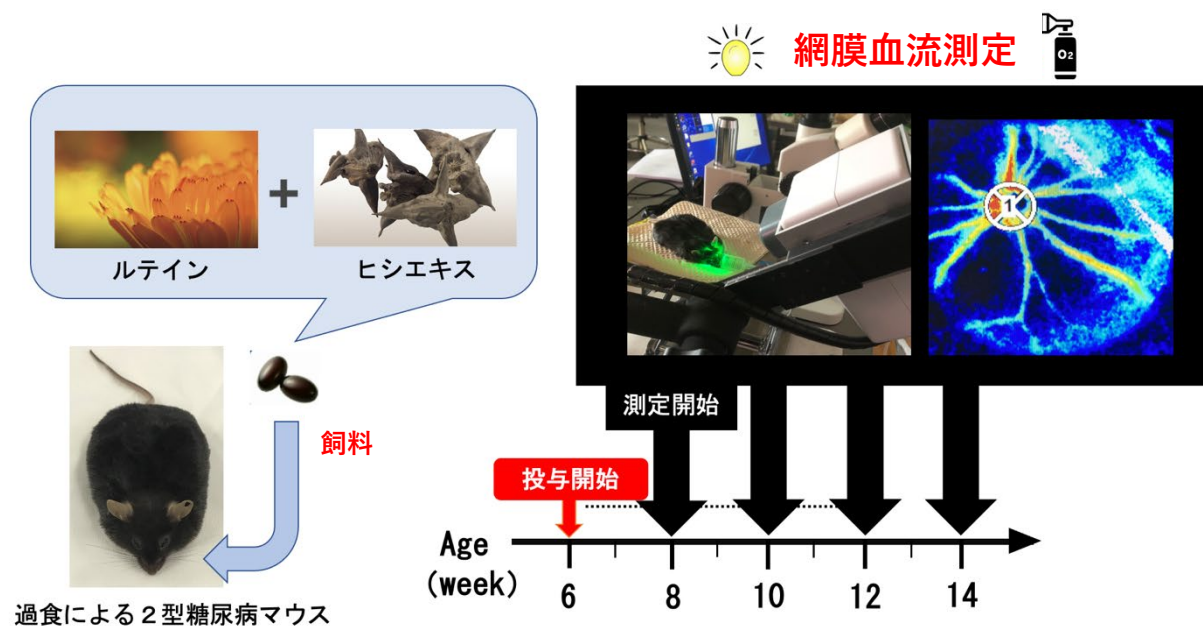 網膜血流測定
O₂
ルテイン
+
ヒシエキス
1
測定開始
飼料
投与開始
Age
(week)
6 8 10 12 14
過食による２型糖尿病マウス